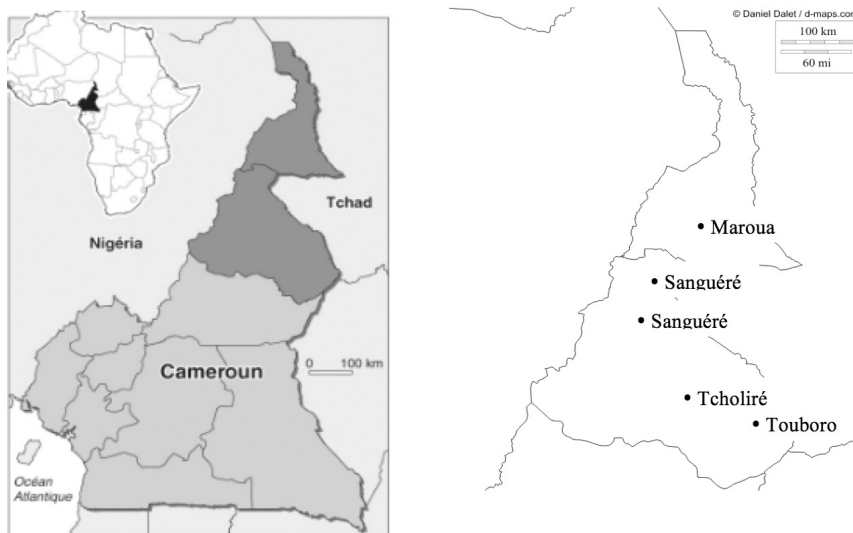 Tchad
Nigéria
0 100 km
Cameroun
Océan
Atlantique
© Daniel Dalet / d-maps.com
100 km
60 mi
Maroua
Sanguéré
Sanguéré
Tcholiré
Touboro